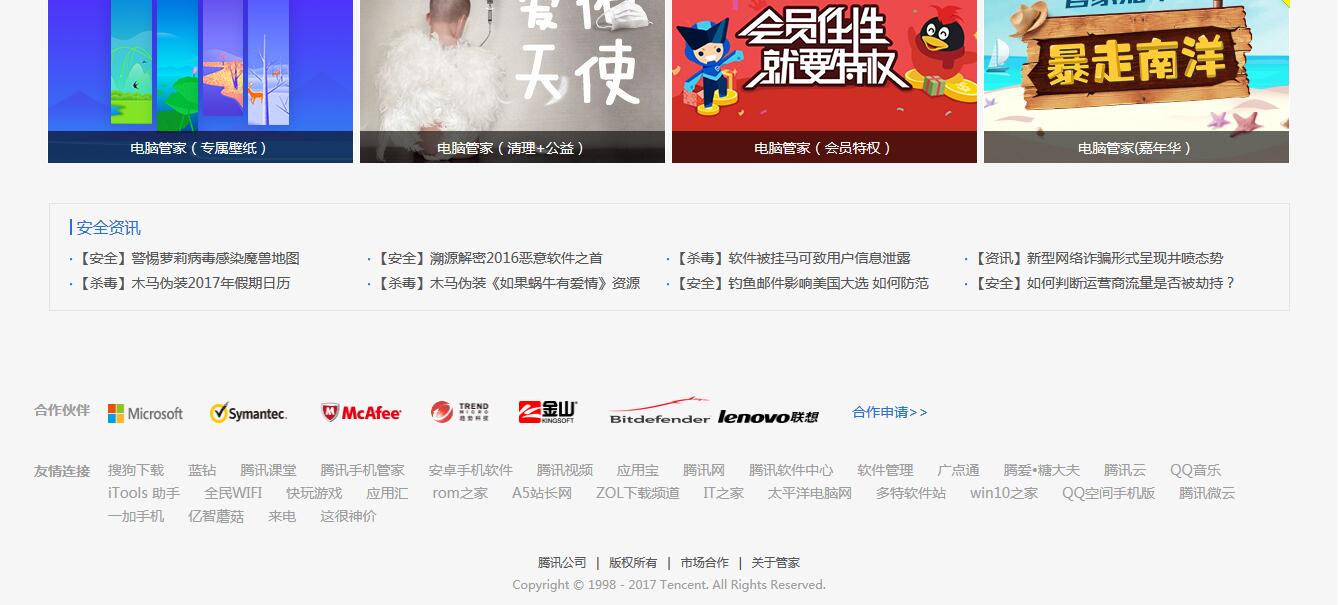 天使
会员任性
就要特权
暴走南洋
电脑管家（专属壁纸）
电脑管家（清理+公益）
电脑管家（会员特权）
电脑管家(嘉年华）
安全资讯
·【安全】警惕萝莉病毒感染魔兽地图
·【安全】溯源解密2016恶意软件之首
·【杀毒】软件被挂马可致用户信息泄露
·【资讯】新型网络诈骗形式呈现井喷态势
·【杀毒】木马伪装2017年假期日历
·【杀毒】木马伪装《如果蜗牛有爱情》资源
·【安全】钓鱼邮件影响美国大选 如何防范
·【安全】如何判断运营商流量是否被劫持？
合作伙伴 Microsoft Symantec. McAfee TREND MICRO 趋势科技 金山 KINGSOFT Bitdefender lenovo联想 合作申请>>
友情连接 搜狗下载 蓝钻 腾讯课堂 腾讯手机管家 安卓手机软件 腾讯视频 应用宝 腾讯网 腾讯软件中心 软件管理 广点通 腾爱•糖大夫 腾讯云 QQ音乐
iTools 助手 全民WIFI 快玩游戏 应用汇 rom之家 A5站长网 ZOL下载频道 IT之家 太平洋电脑网 多特软件站 win10之家 QQ空间手机版 腾讯微云
一加手机 亿智蘑菇 来电 这很神价
腾讯公司 | 版权所有 | 市场合作 | 关于管家
Copyright © 1998 - 2017 Tencent. All Rights Reserved.